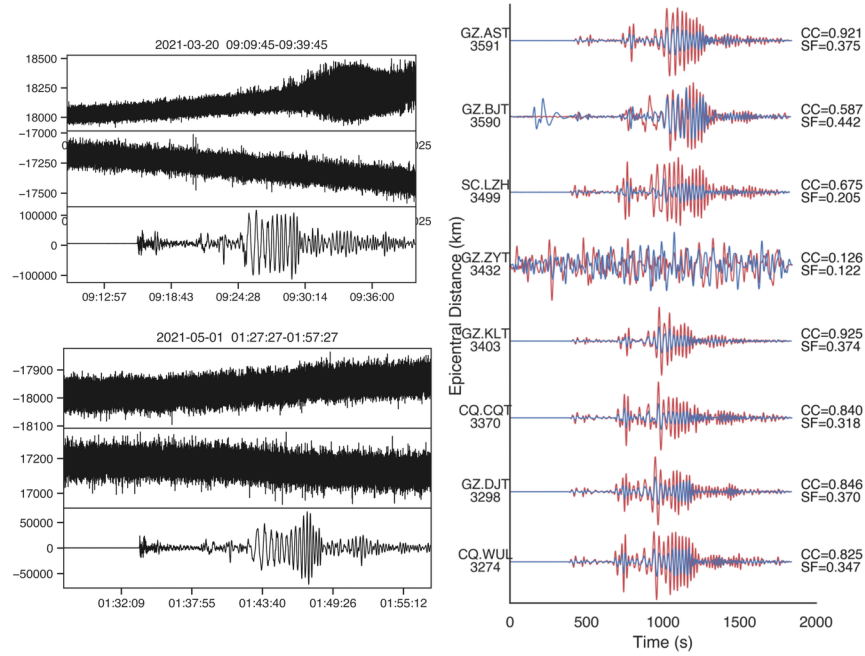 2021-03-20 09:09:45-09:39:45
18500
18250
18000
−17000
0
025
−17250
−17500
0
025
100000
0
−100000
09:12:57 09:18:43 09:24:28 09:30:14 09:36:00
2021-05-01 01:27:27-01:57:27
−17900
−18000
−18100
17200
17000
50000
0
−50000
01:32:09 01:37:55 01:43:40 01:49:26 01:55:12
Epicentral Distance (km)
GZ.AST
3591
CC=0.921
SF=0.375
GZ.BJT
3590
CC=0.587
SF=0.442
SC.LZH
3499
CC=0.675
SF=0.205
GZ.ZYT
3432
CC=0.126
SF=0.122
GZ.KLT
3403
CC=0.925
SF=0.374
CQ.CQT
3370
CC=0.840
SF=0.318
GZ.DJT
3298
CC=0.846
SF=0.370
CQ.WUL
3274
CC=0.825
SF=0.347
0 500 1000 1500 2000
Time (s)